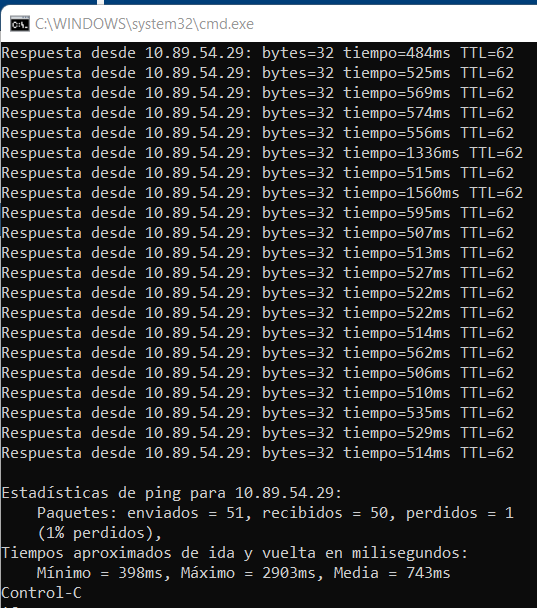 C:\WINDOWS\system32\cmd.exe
Respuesta desde 10.89.54.29: bytes=32 tiempo=484ms TTL=62
Respuesta desde 10.89.54.29: bytes=32 tiempo=525ms TTL=62
Respuesta desde 10.89.54.29: bytes=32 tiempo=569ms TTL=62
Respuesta desde 10.89.54.29: bytes=32 tiempo=574ms TTL=62
Respuesta desde 10.89.54.29: bytes=32 tiempo=556ms TTL=62
Respuesta desde 10.89.54.29: bytes=32 tiempo=1336ms TTL=62
Respuesta desde 10.89.54.29: bytes=32 tiempo=515ms TTL=62
Respuesta desde 10.89.54.29: bytes=32 tiempo=1560ms TTL=62
Respuesta desde 10.89.54.29: bytes=32 tiempo=595ms TTL=62
Respuesta desde 10.89.54.29: bytes=32 tiempo=507ms TTL=62
Respuesta desde 10.89.54.29: bytes=32 tiempo=513ms TTL=62
Respuesta desde 10.89.54.29: bytes=32 tiempo=527ms TTL=62
Respuesta desde 10.89.54.29: bytes=32 tiempo=522ms TTL=62
Respuesta desde 10.89.54.29: bytes=32 tiempo=522ms TTL=62
Respuesta desde 10.89.54.29: bytes=32 tiempo=514ms TTL=62
Respuesta desde 10.89.54.29: bytes=32 tiempo=562ms TTL=62
Respuesta desde 10.89.54.29: bytes=32 tiempo=506ms TTL=62
Respuesta desde 10.89.54.29: bytes=32 tiempo=510ms TTL=62
Respuesta desde 10.89.54.29: bytes=32 tiempo=535ms TTL=62
Respuesta desde 10.89.54.29: bytes=32 tiempo=529ms TTL=62
Respuesta desde 10.89.54.29: bytes=32 tiempo=514ms TTL=62
Estadísticas de ping para 10.89.54.29:
Paquetes: enviados = 51, recibidos = 50, perdidos = 1
(1% perdidos),
Tiempos aproximados de ida y vuelta en milisegundos:
Mínimo = 398ms, Máximo = 2903ms, Media = 743ms
Control-C